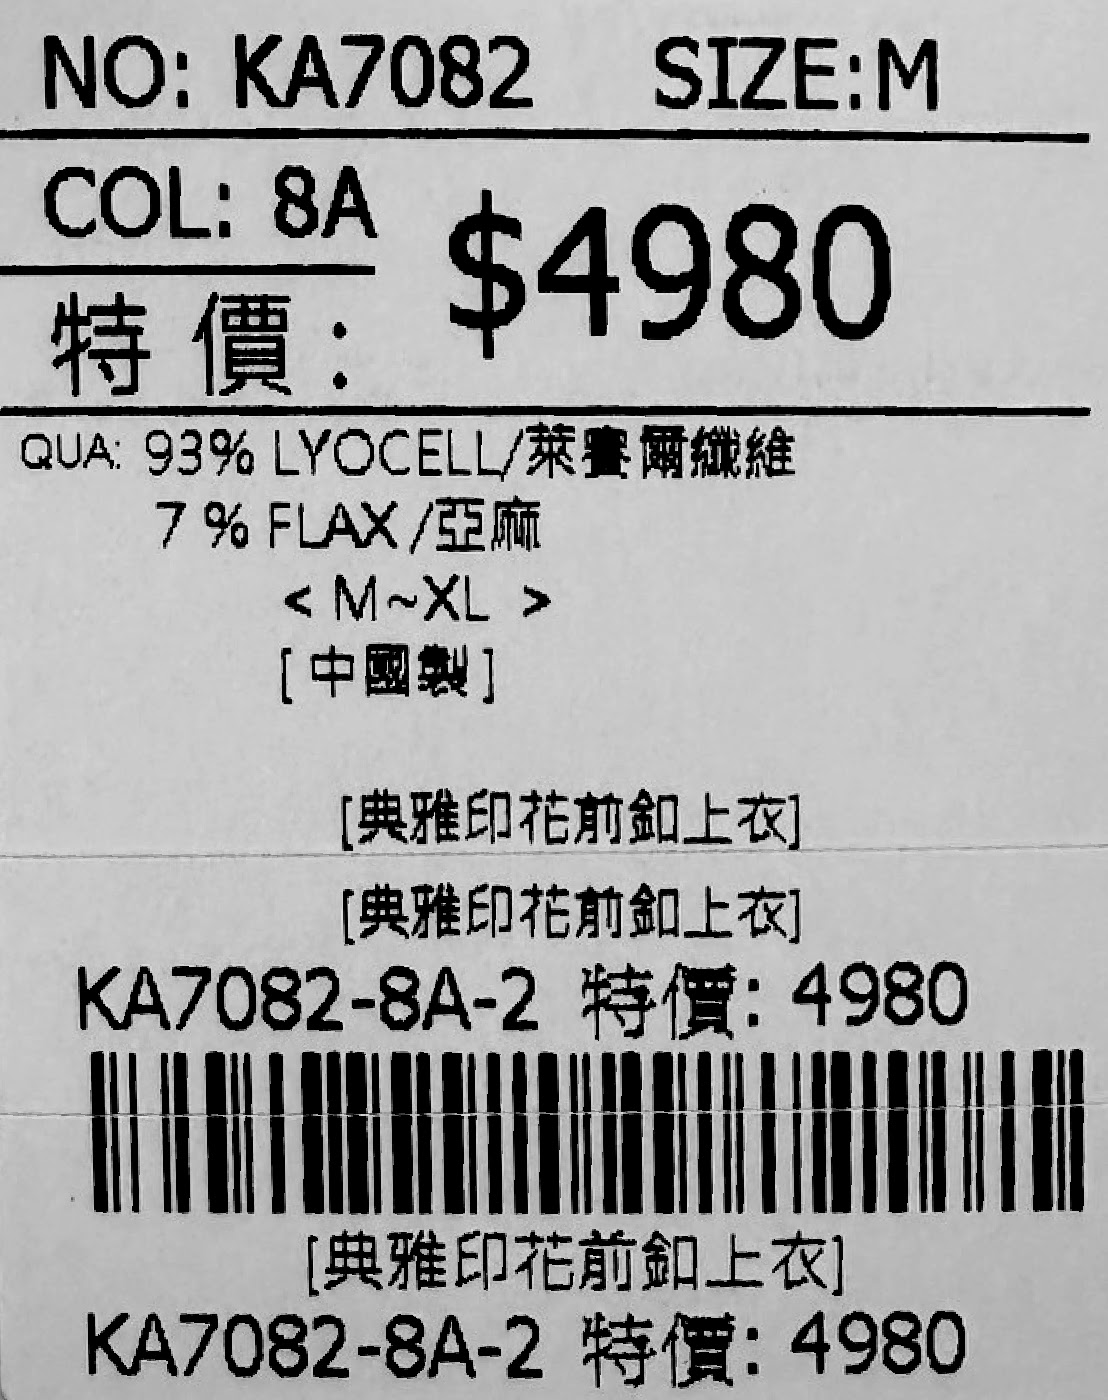 NO: KA7082 SIZE:M
COL: 8A
$4980
特價:
QUA: 93% LYOCELL/萊賽爾纖維
7 % FLAX /亞麻
< M~XL >
[中國製]
[典雅印花前釦上衣]
[典雅印花前釦上衣]
KA7082-8A-2 特價: 4980
[典雅印花前釦上衣]
KA7082-8A-2 特價: 4980